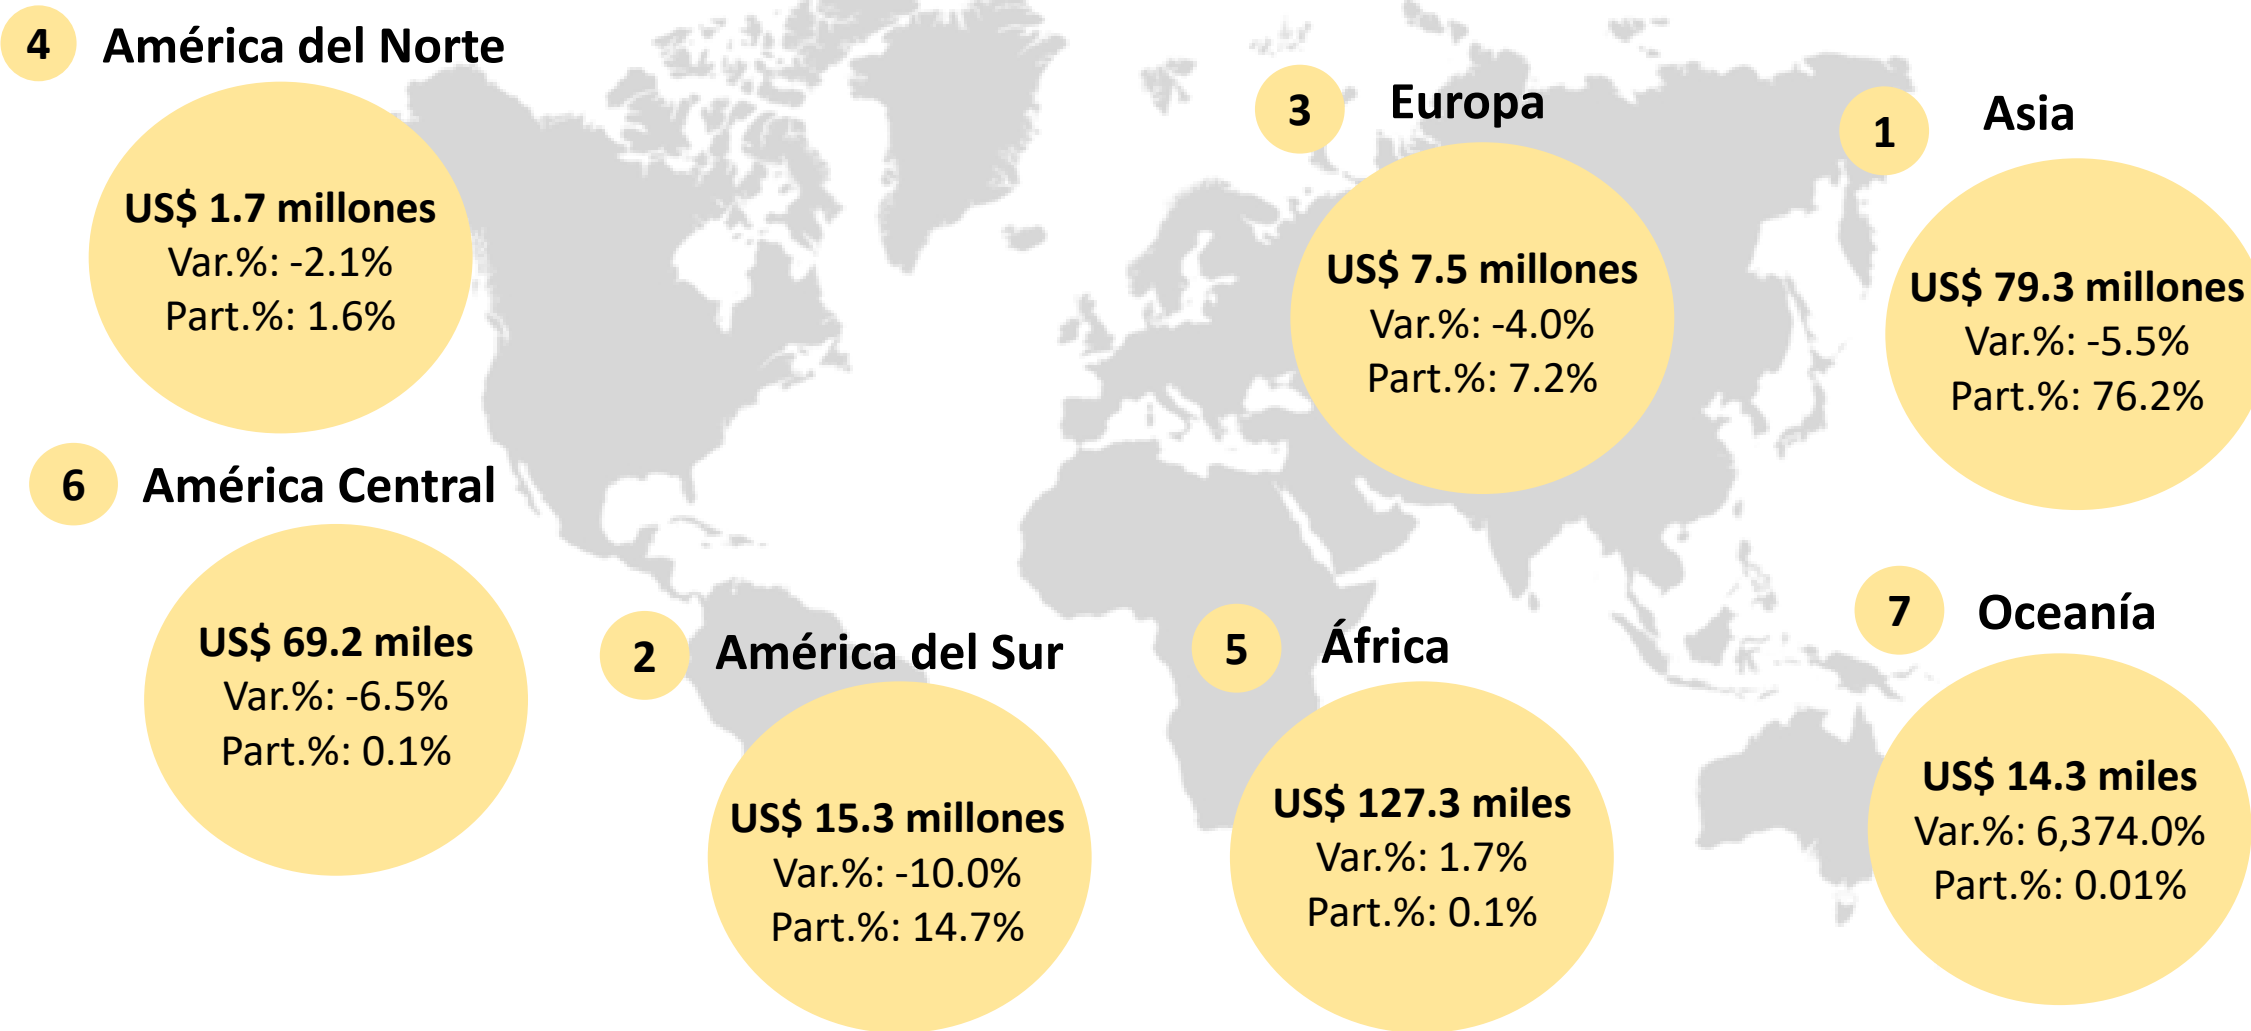 4 América del Norte
US$ 1.7 millones
Var.%: -2.1%
Part.%: 1.6%
3 Europa
US$ 7.5 millones
Var.%: -4.0%
Part.%: 7.2%
1 Asia
US$ 79.3 millones
Var.%: -5.5%
Part.%: 76.2%
6 América Central
US$ 69.2 miles
Var.%: -6.5%
Part.%: 0.1%
2 América del Sur
US$ 15.3 millones
Var.%: -10.0%
Part.%: 14.7%
5 África
US$ 127.3 miles
Var.%: 1.7%
Part.%: 0.1%
7 Oceanía
US$ 14.3 miles
Var.%: 6,374.0%
Part.%: 0.01%